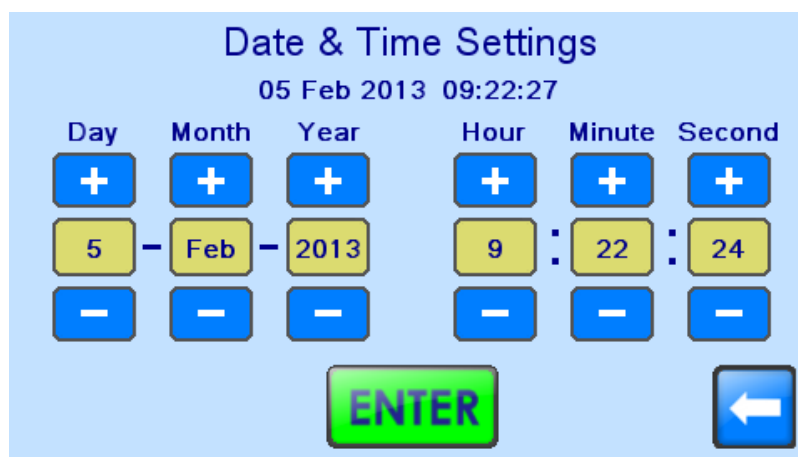 Date & Time Settings
05 Feb 2013 09:22:27
Day Month Year Hour Minute Second
+ + + + + +
5 - Feb - 2013 9 : 22 : 24
- - - - - -
ENTER